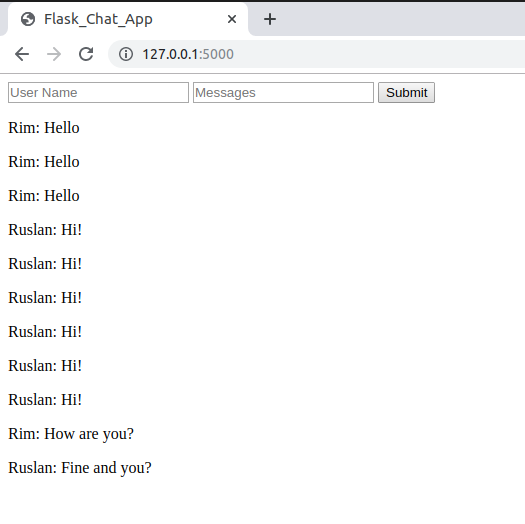 Flask_Chat_App
127.0.0.1:5000
User Name Messages Submit
Rim: Hello
Rim: Hello
Rim: Hello
Ruslan: Hi!
Ruslan: Hi!
Ruslan: Hi!
Ruslan: Hi!
Ruslan: Hi!
Ruslan: Hi!
Rim: How are you?
Ruslan: Fine and you?